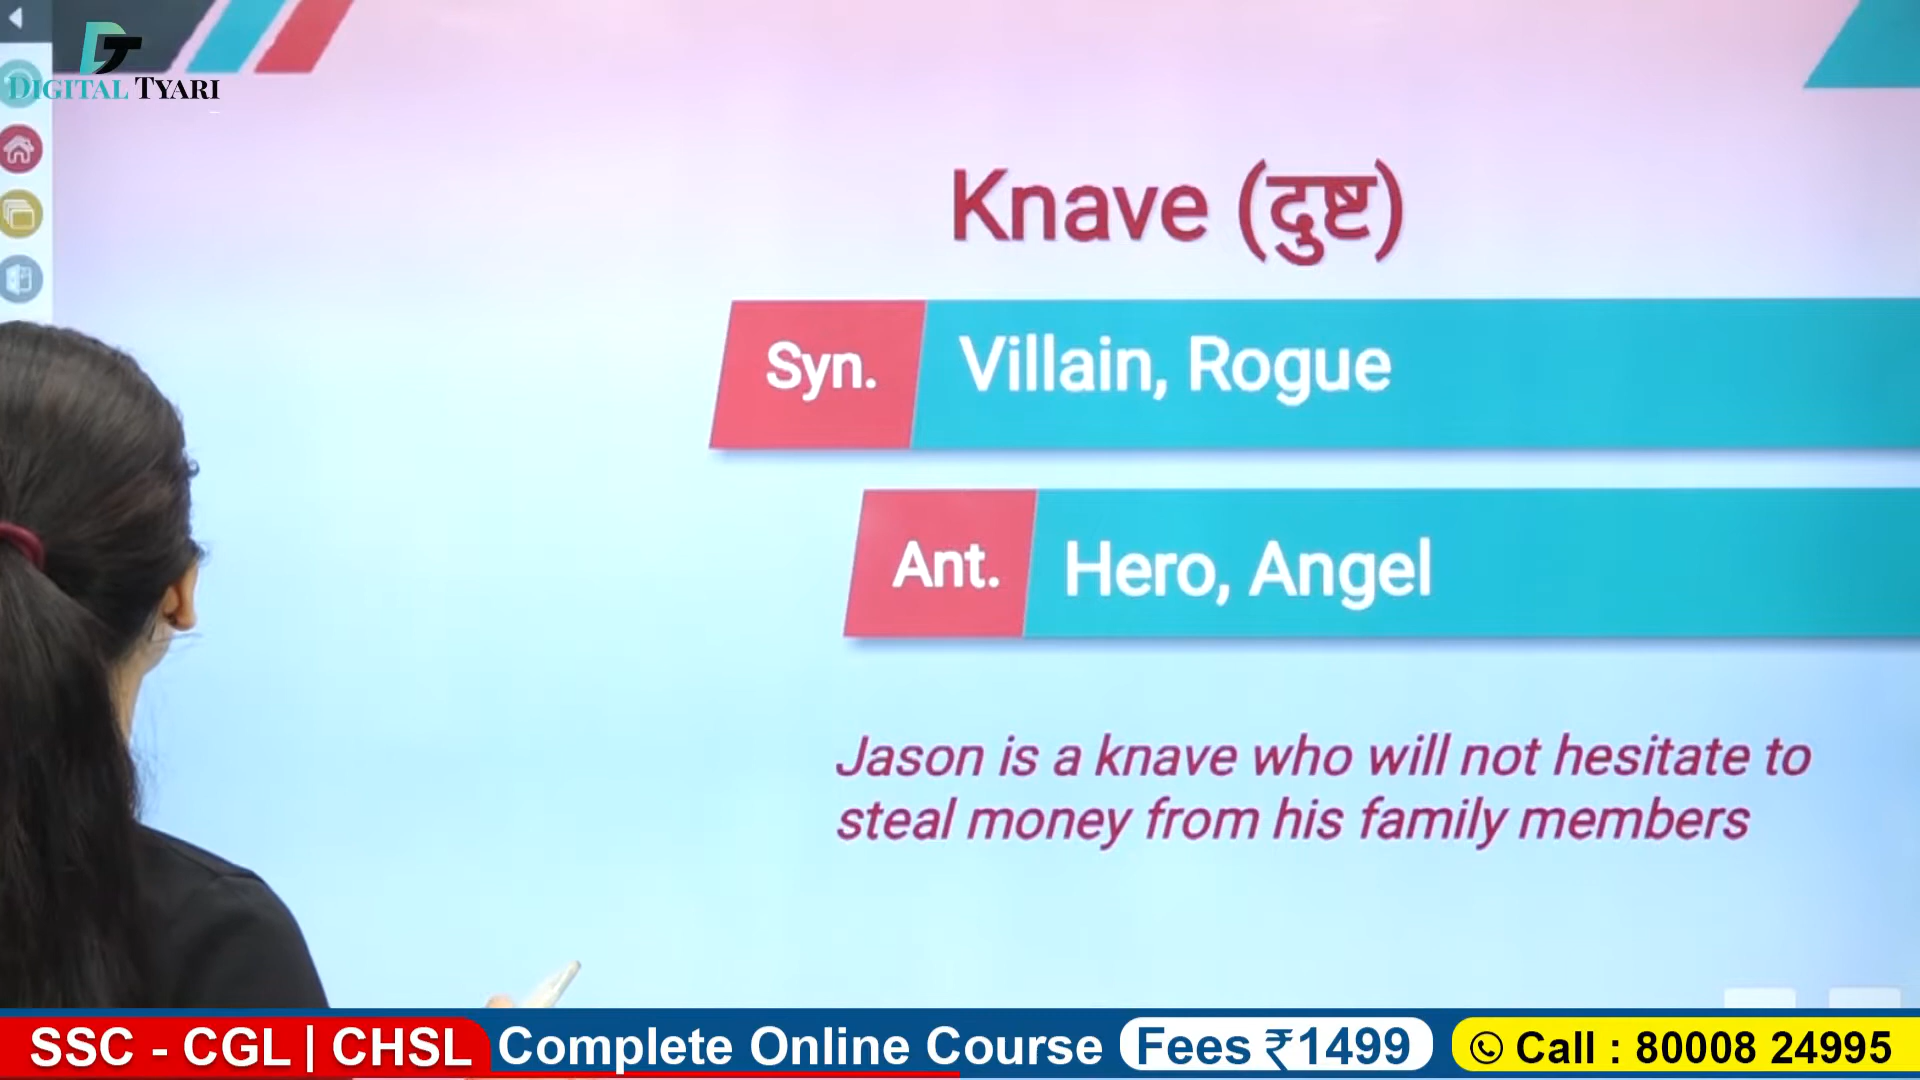 DIGITAL TYARI
Knave (दुष्ट)
Syn. Villain, Rogue
Ant. Hero, Angel
Jason is a knave who will not hesitate to
steal money from his family members
SSC - CGL | CHSL Complete Online Course Fees ₹1499 Call : 80008 24995